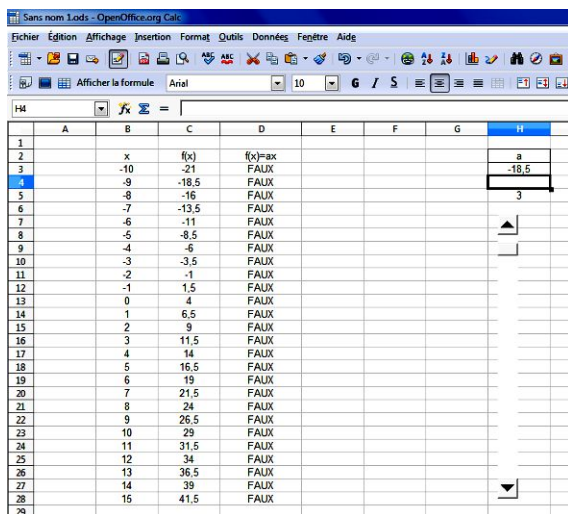 Sans nom 1.ods - OpenOffice.org Calc
Fichier Édition Affichage Insertion Format Outils Données Fenêtre Aide
Afficher la formule Arial 10 G I S
H4 =
A B C D E F G H
1
2 x f(x) f(x)=ax a
3 -10 -21 FAUX -18,5
4 -9 -18,5 FAUX
5 -8 -16 FAUX 3
6 -7 -13,5 FAUX
7 -6 -11 FAUX
8 -5 -8,5 FAUX
9 -4 -6 FAUX
10 -3 -3,5 FAUX
11 -2 -1 FAUX
12 -1 1,5 FAUX
13 0 4 FAUX
14 1 6,5 FAUX
15 2 9 FAUX
16 3 11,5 FAUX
17 4 14 FAUX
18 5 16,5 FAUX
19 6 19 FAUX
20 7 21,5 FAUX
21 8 24 FAUX
22 9 26,5 FAUX
23 10 29 FAUX
24 11 31,5 FAUX
25 12 34 FAUX
26 13 36,5 FAUX
27 14 39 FAUX
28 15 41,5 FAUX
29